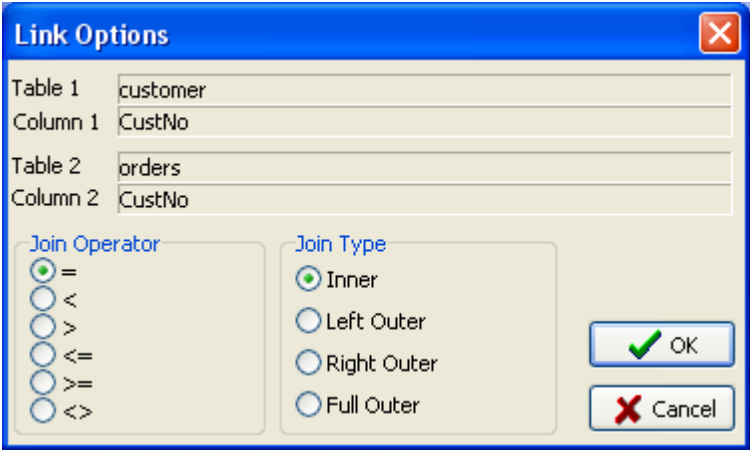 Link Options
Table 1 customer
Column 1 CustNo
Table 2 orders
Column 2 CustNo
Join Operator
=
<
>
<=
>=
<>
Join Type
Inner
Left Outer
Right Outer
Full Outer
OK
Cancel